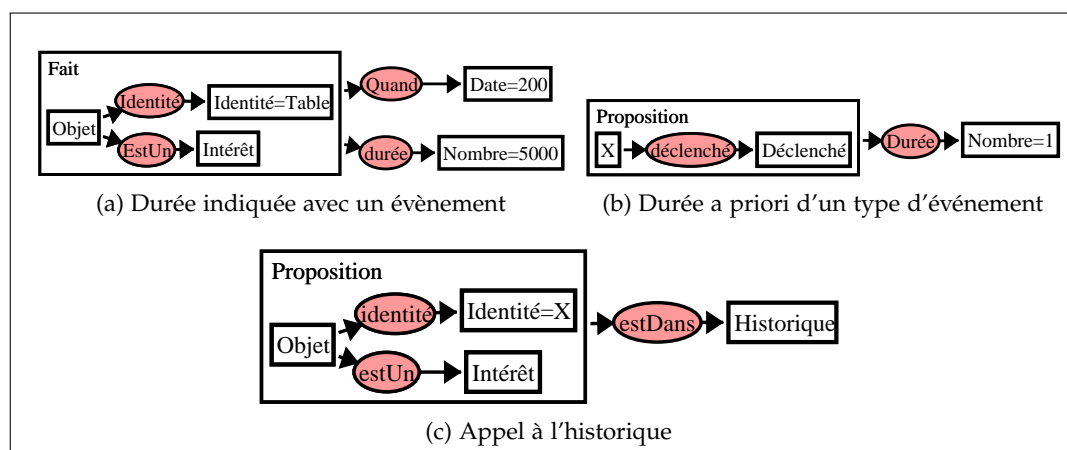 Fait
Objet
Identité
Identité=Table
EstUn
Intérêt
Quand
Date=200
durée
Nombre=5000
(a) Durée indiquée avec un évènement
Proposition
X
déclenché
Déclenché
Durée
Nombre=1
(b) Durée a priori d'un type d'événement
Proposition
Objet
identité
Identité=X
estUn
Intérêt
estDans
Historique
(c) Appel à l'historique